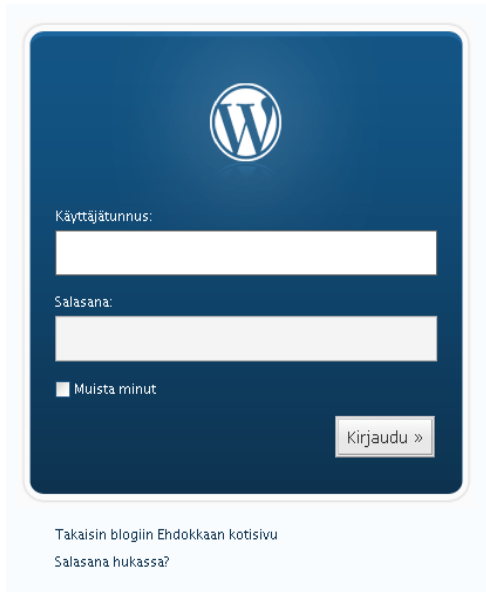 Käyttäjätunnus:
Salasana:
Muista minut
Kirjaudu »
Takaisin blogiin Ehdokkaan kotisivu
Salasana hukassa?